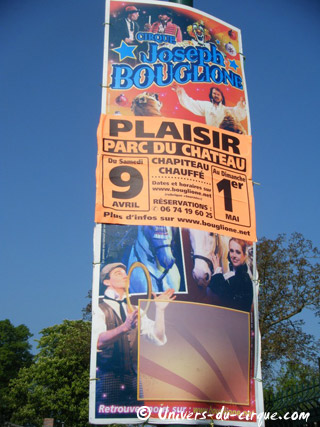 CIRQUE
Joseph
BOUGLIONE
PLAISIR
PARC DU CHATEAU
Du Samedi
9
AVRIL
CHAPITEAU
CHAUFFÉ
Dates et horaires sur
www.bouglione.net
RÉSERVATIONS :
06 74 19 60 25
Au Dimanche
1er
MAI
Plus d'infos sur www.bouglione.net
Retrouvez
sur :
© Univers-du-cirque.com